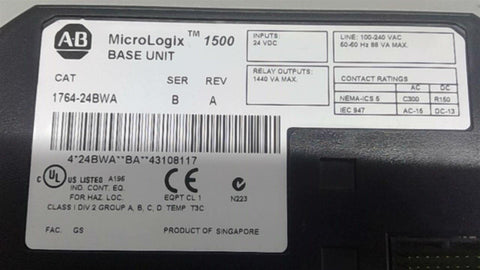 AB MicroLogix™ 1500
BASE UNIT
CAT SER REV
1764-24BWA B A
INPUTS:
24 VDC
LINE: 100-240 VAC
50-60 Hz 88 VA MAX.
RELAY OUTPUTS:
1440 VA MAX.
CONTACT RATINGS
AC DC
NEMA-ICS 5 C300 R150
IEC 947 AC-15 DC-13
4*24BWA**BA**43108117
C UL US LISTED A196
IND. CONT. EQ.
FOR HAZ. LOC.
CLASS I DIV 2 GROUP A, B, C, D TEMP T3C
CE
EX
EQPT CL 1
N223
FAC. GS PRODUCT OF SINGAPORE